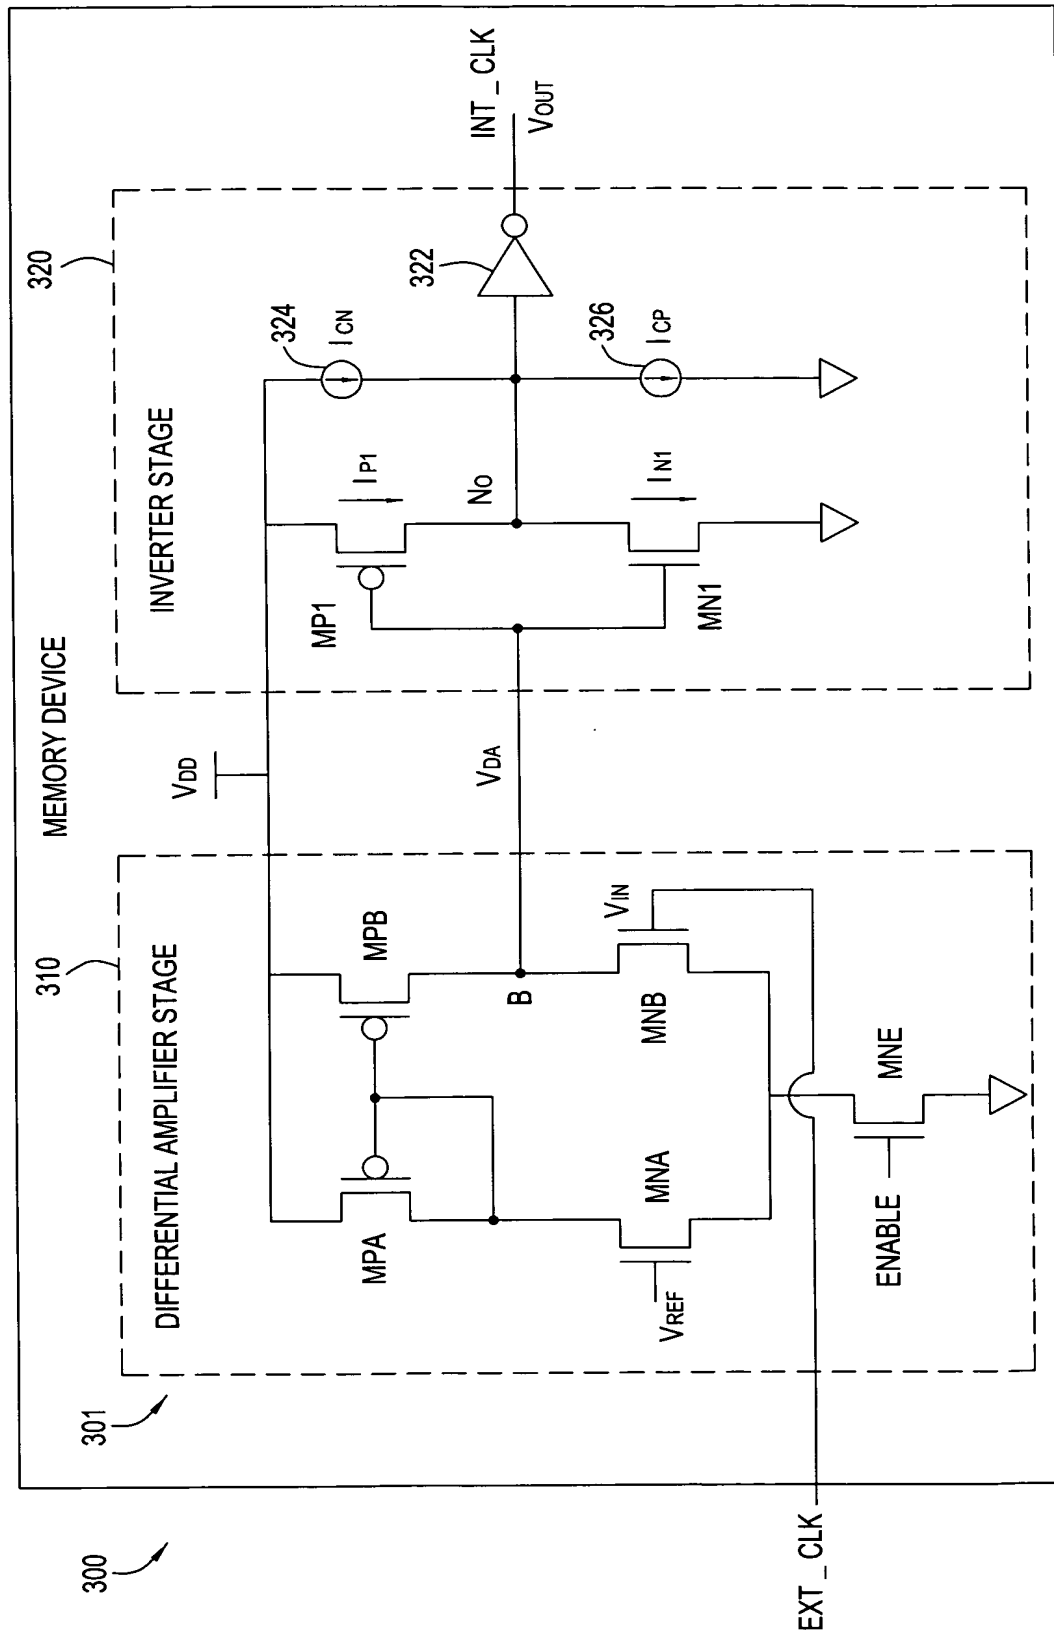 MEMORY DEVICE
300
301
310
DIFFERENTIAL AMPLIFIER STAGE
VDD
320
INVERTER STAGE
MPA
MPB
MP1
IP1
324
ICN
VREF
MNA
B
MNB
VIN
VDA
NO
322
INT_CLK
VOUT
MN1
IN1
326
ICP
ENABLE
MNE
EXT_CLK